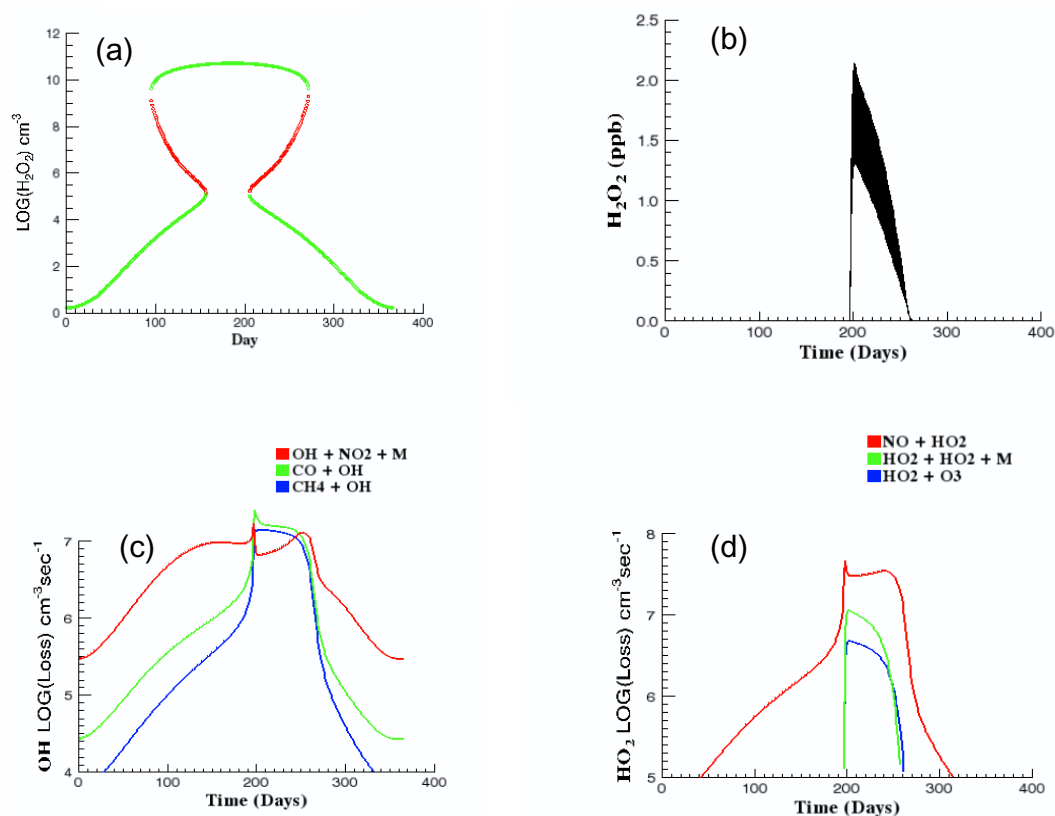 (a)
12
10
8
6
4
2
0
LOG(H₂O₂) cm⁻³
0 100 200 300 400
Day
(b)
2.5
2.0
1.5
1.0
0.5
0.0
H₂O₂ (ppb)
0 100 200 300 400
Time (Days)
OH + NO2 + M
CO + OH
CH4 + OH
(c)
7
6
5
4
OH LOG(Loss) cm⁻³sec⁻¹
0 100 200 300 400
Time (Days)
NO + HO2
HO2 + HO2 + M
HO2 + O3
(d)
8
7
6
5
HO₂ LOG(Loss) cm⁻³sec⁻¹
0 100 200 300 400
Time (Days)